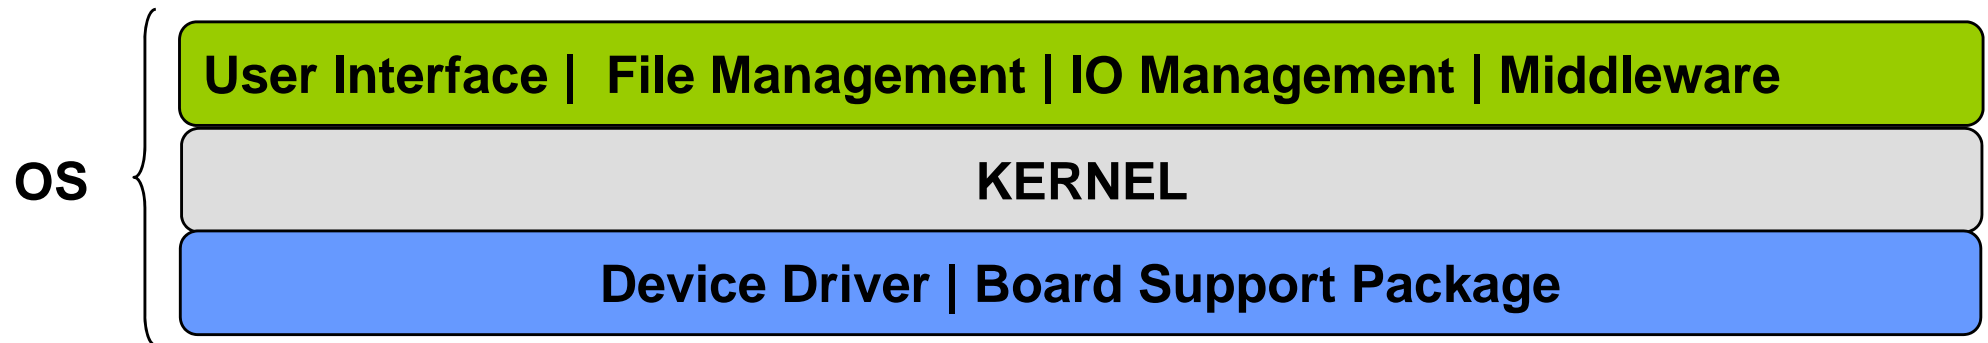 User Interface | File Management | IO Management | Middleware
OS
KERNEL
Device Driver | Board Support Package